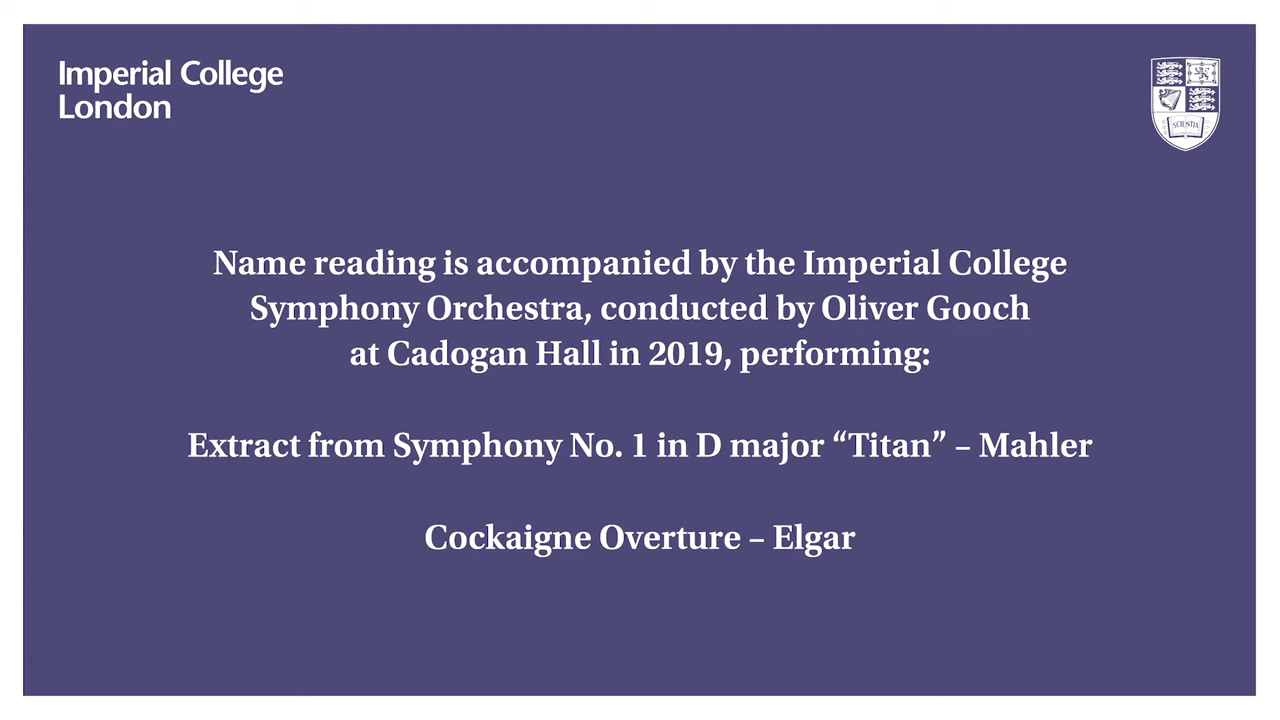 Imperial College
London
SCIENTIA
Name reading is accompanied by the Imperial College
Symphony Orchestra, conducted by Oliver Gooch
at Cadogan Hall in 2019, performing:
Extract from Symphony No. 1 in D major “Titan” – Mahler
Cockaigne Overture – Elgar